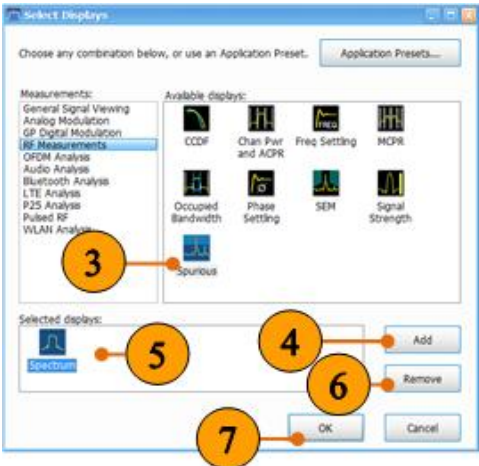 Select Displays
Choose any combination below, or use an Application Preset.
Application Presets...
Measurements:
General Signal Viewing
Analog Modulation
GP Digital Modulation
RF Measurements
OFDM Analysis
Audio Analysis
Bluetooth Analysis
LTE Analysis
P25 Analysis
Pulsed RF
WLAN Analysis
Available displays:
CCDF
Chan Pwr
and ACPR
FREQ
Freq Settling
MCPR
Occupied
Bandwidth
Phase
Settling
SEM
Signal
Strength
3
Spurious
Selected displays:
Spectrum
5
4
Add
6
Remove
7
OK
Cancel